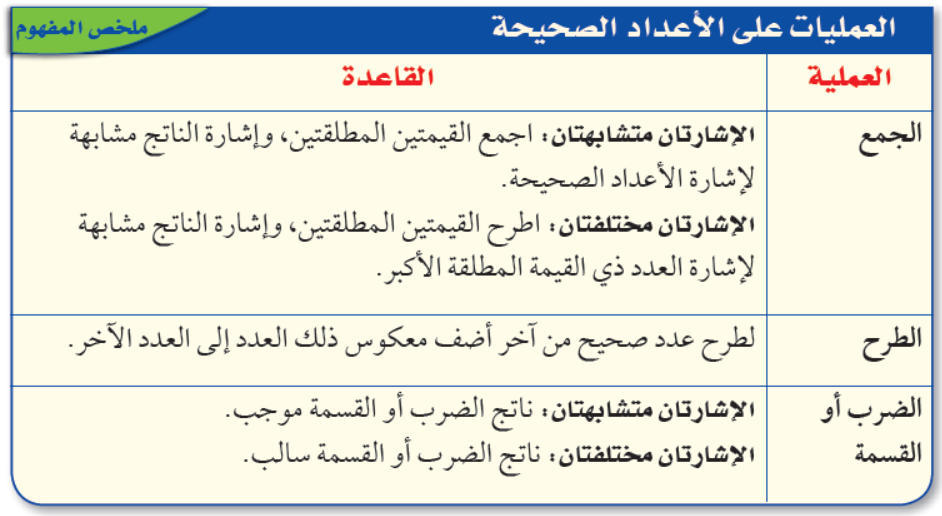 العمليات على الأعداد الصحيحة
ملخص المفهوم
العملية
القاعدة
الجمع
الإشارتان متشابهتان: اجمع القيمتين المطلقتين، وإشارة الناتج مشابهة
لإشارة الأعداد الصحيحة.
الإشارتان مختلفتان: اطرح القيمتين المطلقتين، وإشارة الناتج مشابهة
لإشارة العدد ذي القيمة المطلقة الأكبر.
الطرح
لطرح عدد صحيح من آخر أضف معكوس ذلك العدد إلى العدد الآخر.
الضرب أو
القسمة
الإشارتان متشابهتان: ناتج الضرب أو القسمة موجب.
الإشارتان مختلفتان: ناتج الضرب أو القسمة سالب.